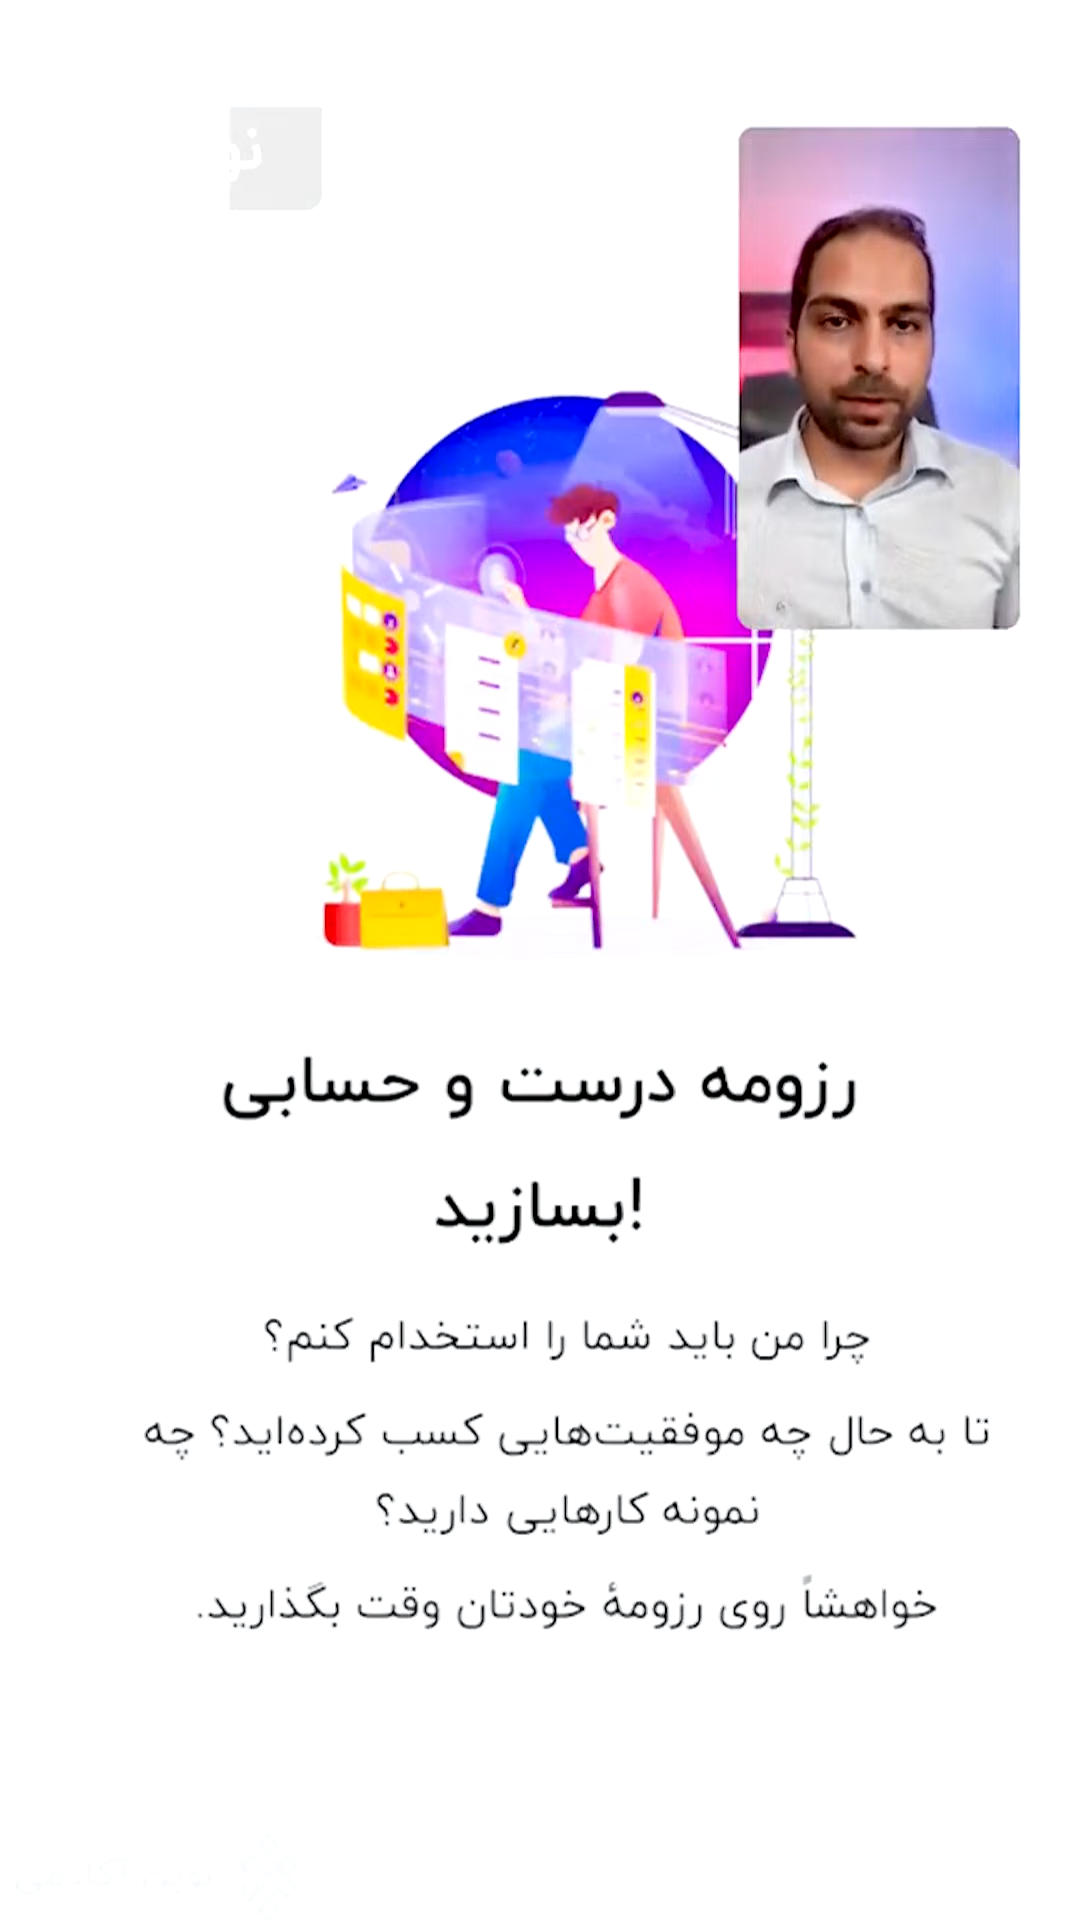 رزومه درست و حسابی
بسازید!
چرا من باید شما را استخدام کنم؟
تا به حال چه موفقیت‌هایی کسب کرده‌اید؟ چه
نمونه کارهایی دارید؟
خواهشاً روی رزومهٔ خودتان وقت بگذارید.